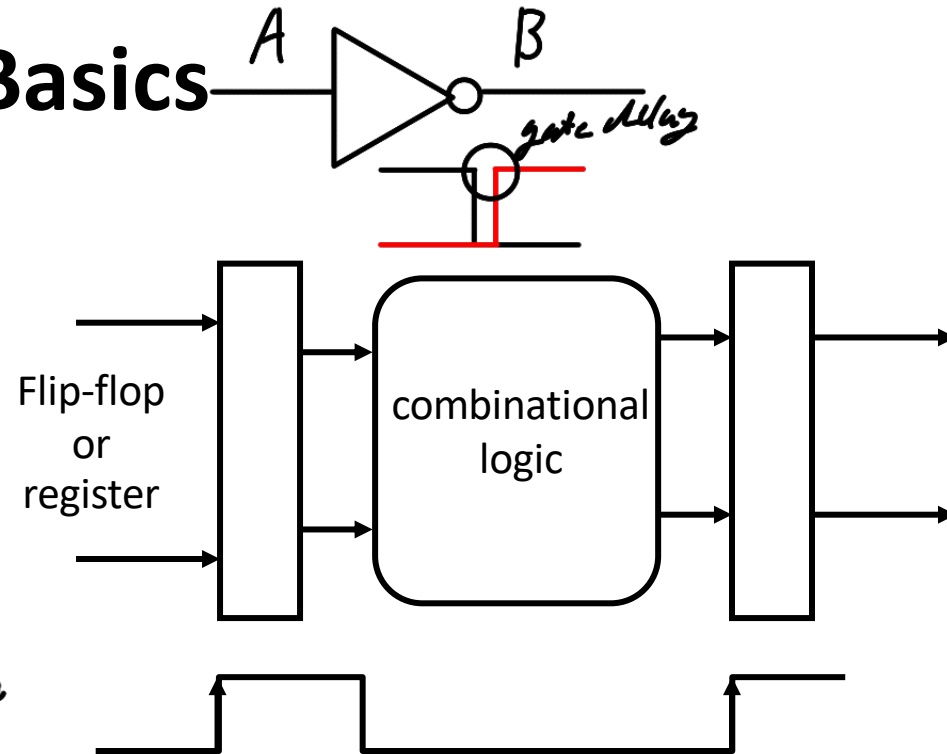 Basics
A
B
gate delay
Flip-flop
or
register
combinational
logic